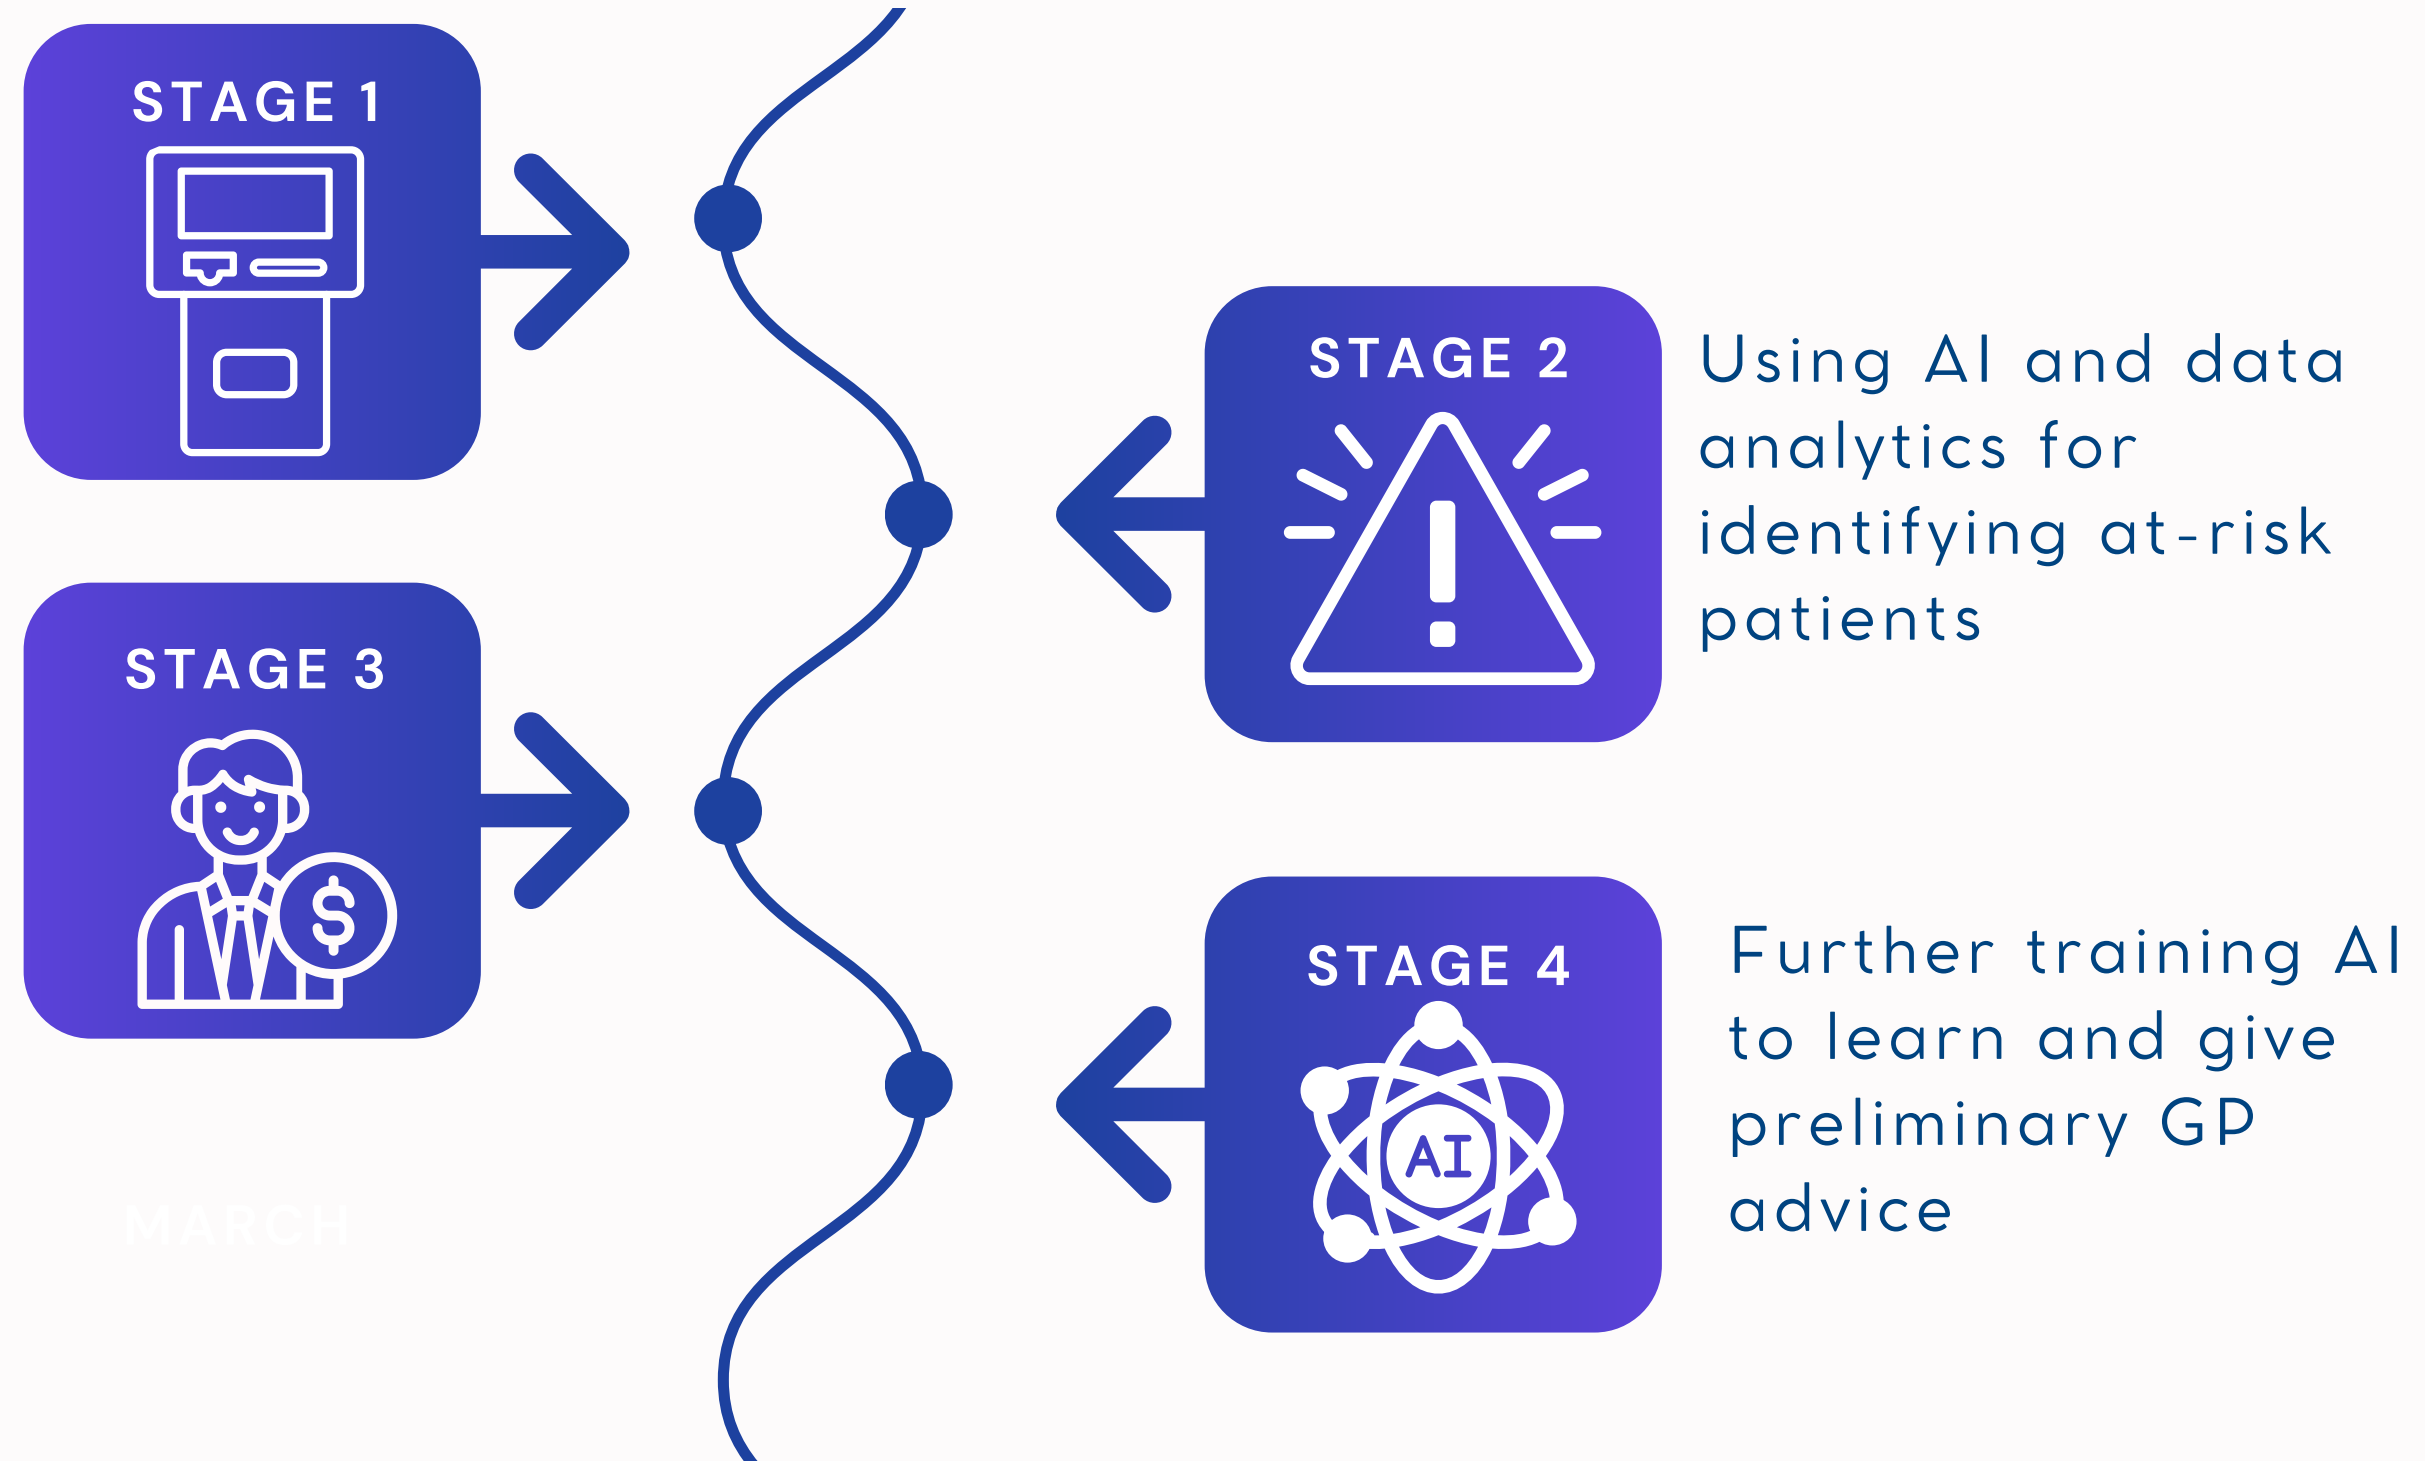 STAGE 1
STAGE 2
Using AI and data
analytics for
identifying at-risk
patients
STAGE 3
$
STAGE 4
AI
Further training AI
to learn and give
preliminary GP
advice
MARCH